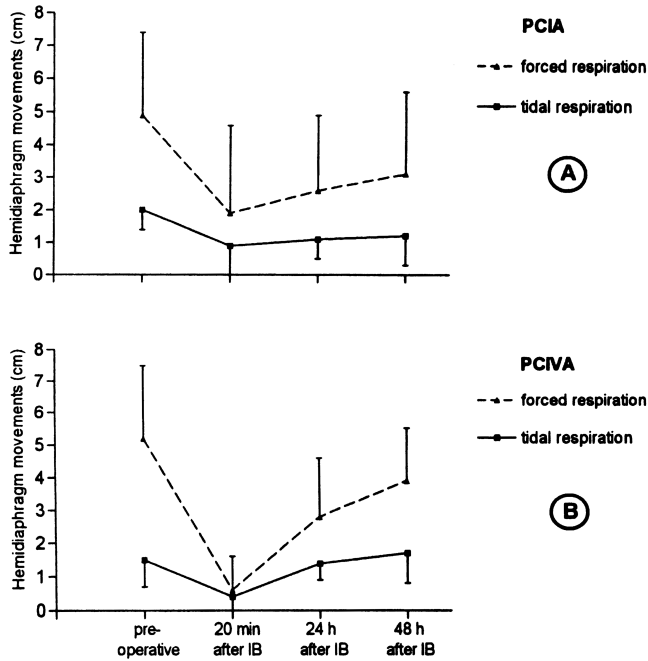 Hemidiaphragm movements (cm)
8
7
6
5
4
3
2
1
0
PCIA
forced respiration
tidal respiration
A
Hemidiaphragm movements (cm)
8
7
6
5
4
3
2
1
0
PCIVA
forced respiration
tidal respiration
B
pre-
operative
20 min
after IB
24 h
after IB
48 h
after IB